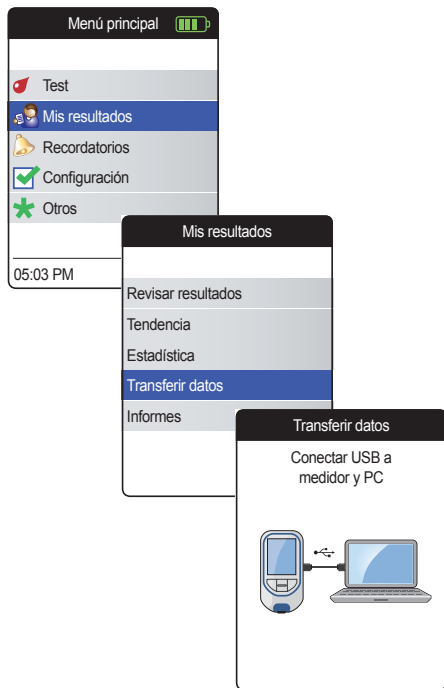 Menú principal
Test
Mis resultados
Recordatorios
Configuración
Otros
05:03 PM
Mis resultados
Revisar resultados
Tendencia
Estadística
Transferir datos
Informes
Transferir datos
Conectar USB a
medidor y PC